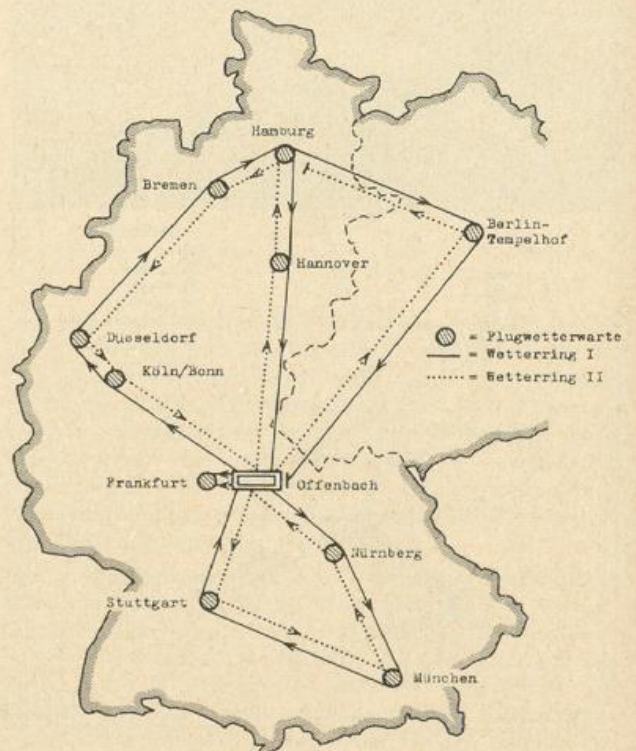 Hamburg
Bremen
Berlin-
Tempelhof
Hannover
Düsseldorf
Köln/Bonn
= Flugwetterwarte
= Wetterring I
= Wetterring II
Frankfurt
Offenbach
Nürnberg
Stuttgart
München